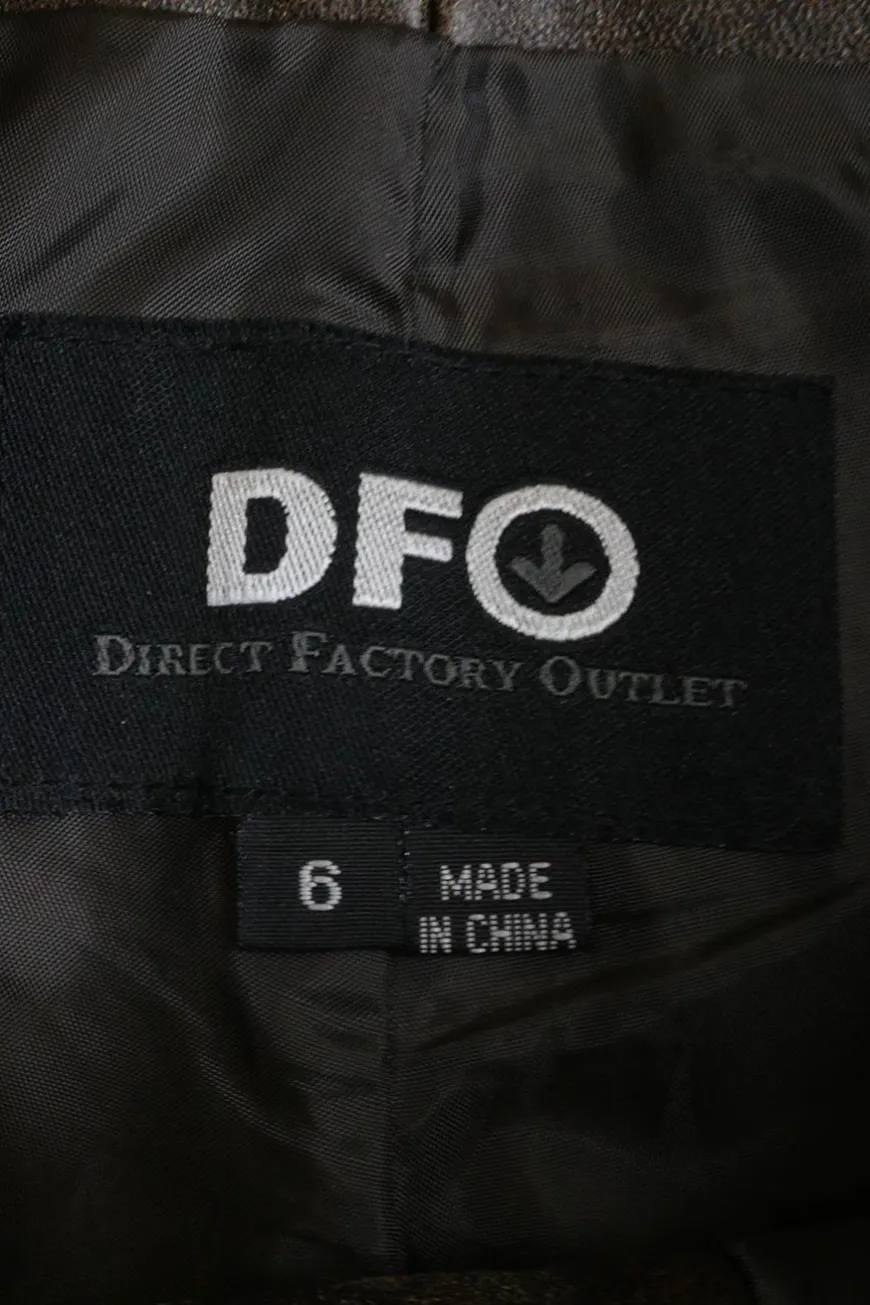 DFO
DIRECT FACTORY OUTLET
6
MADE
IN CHINA